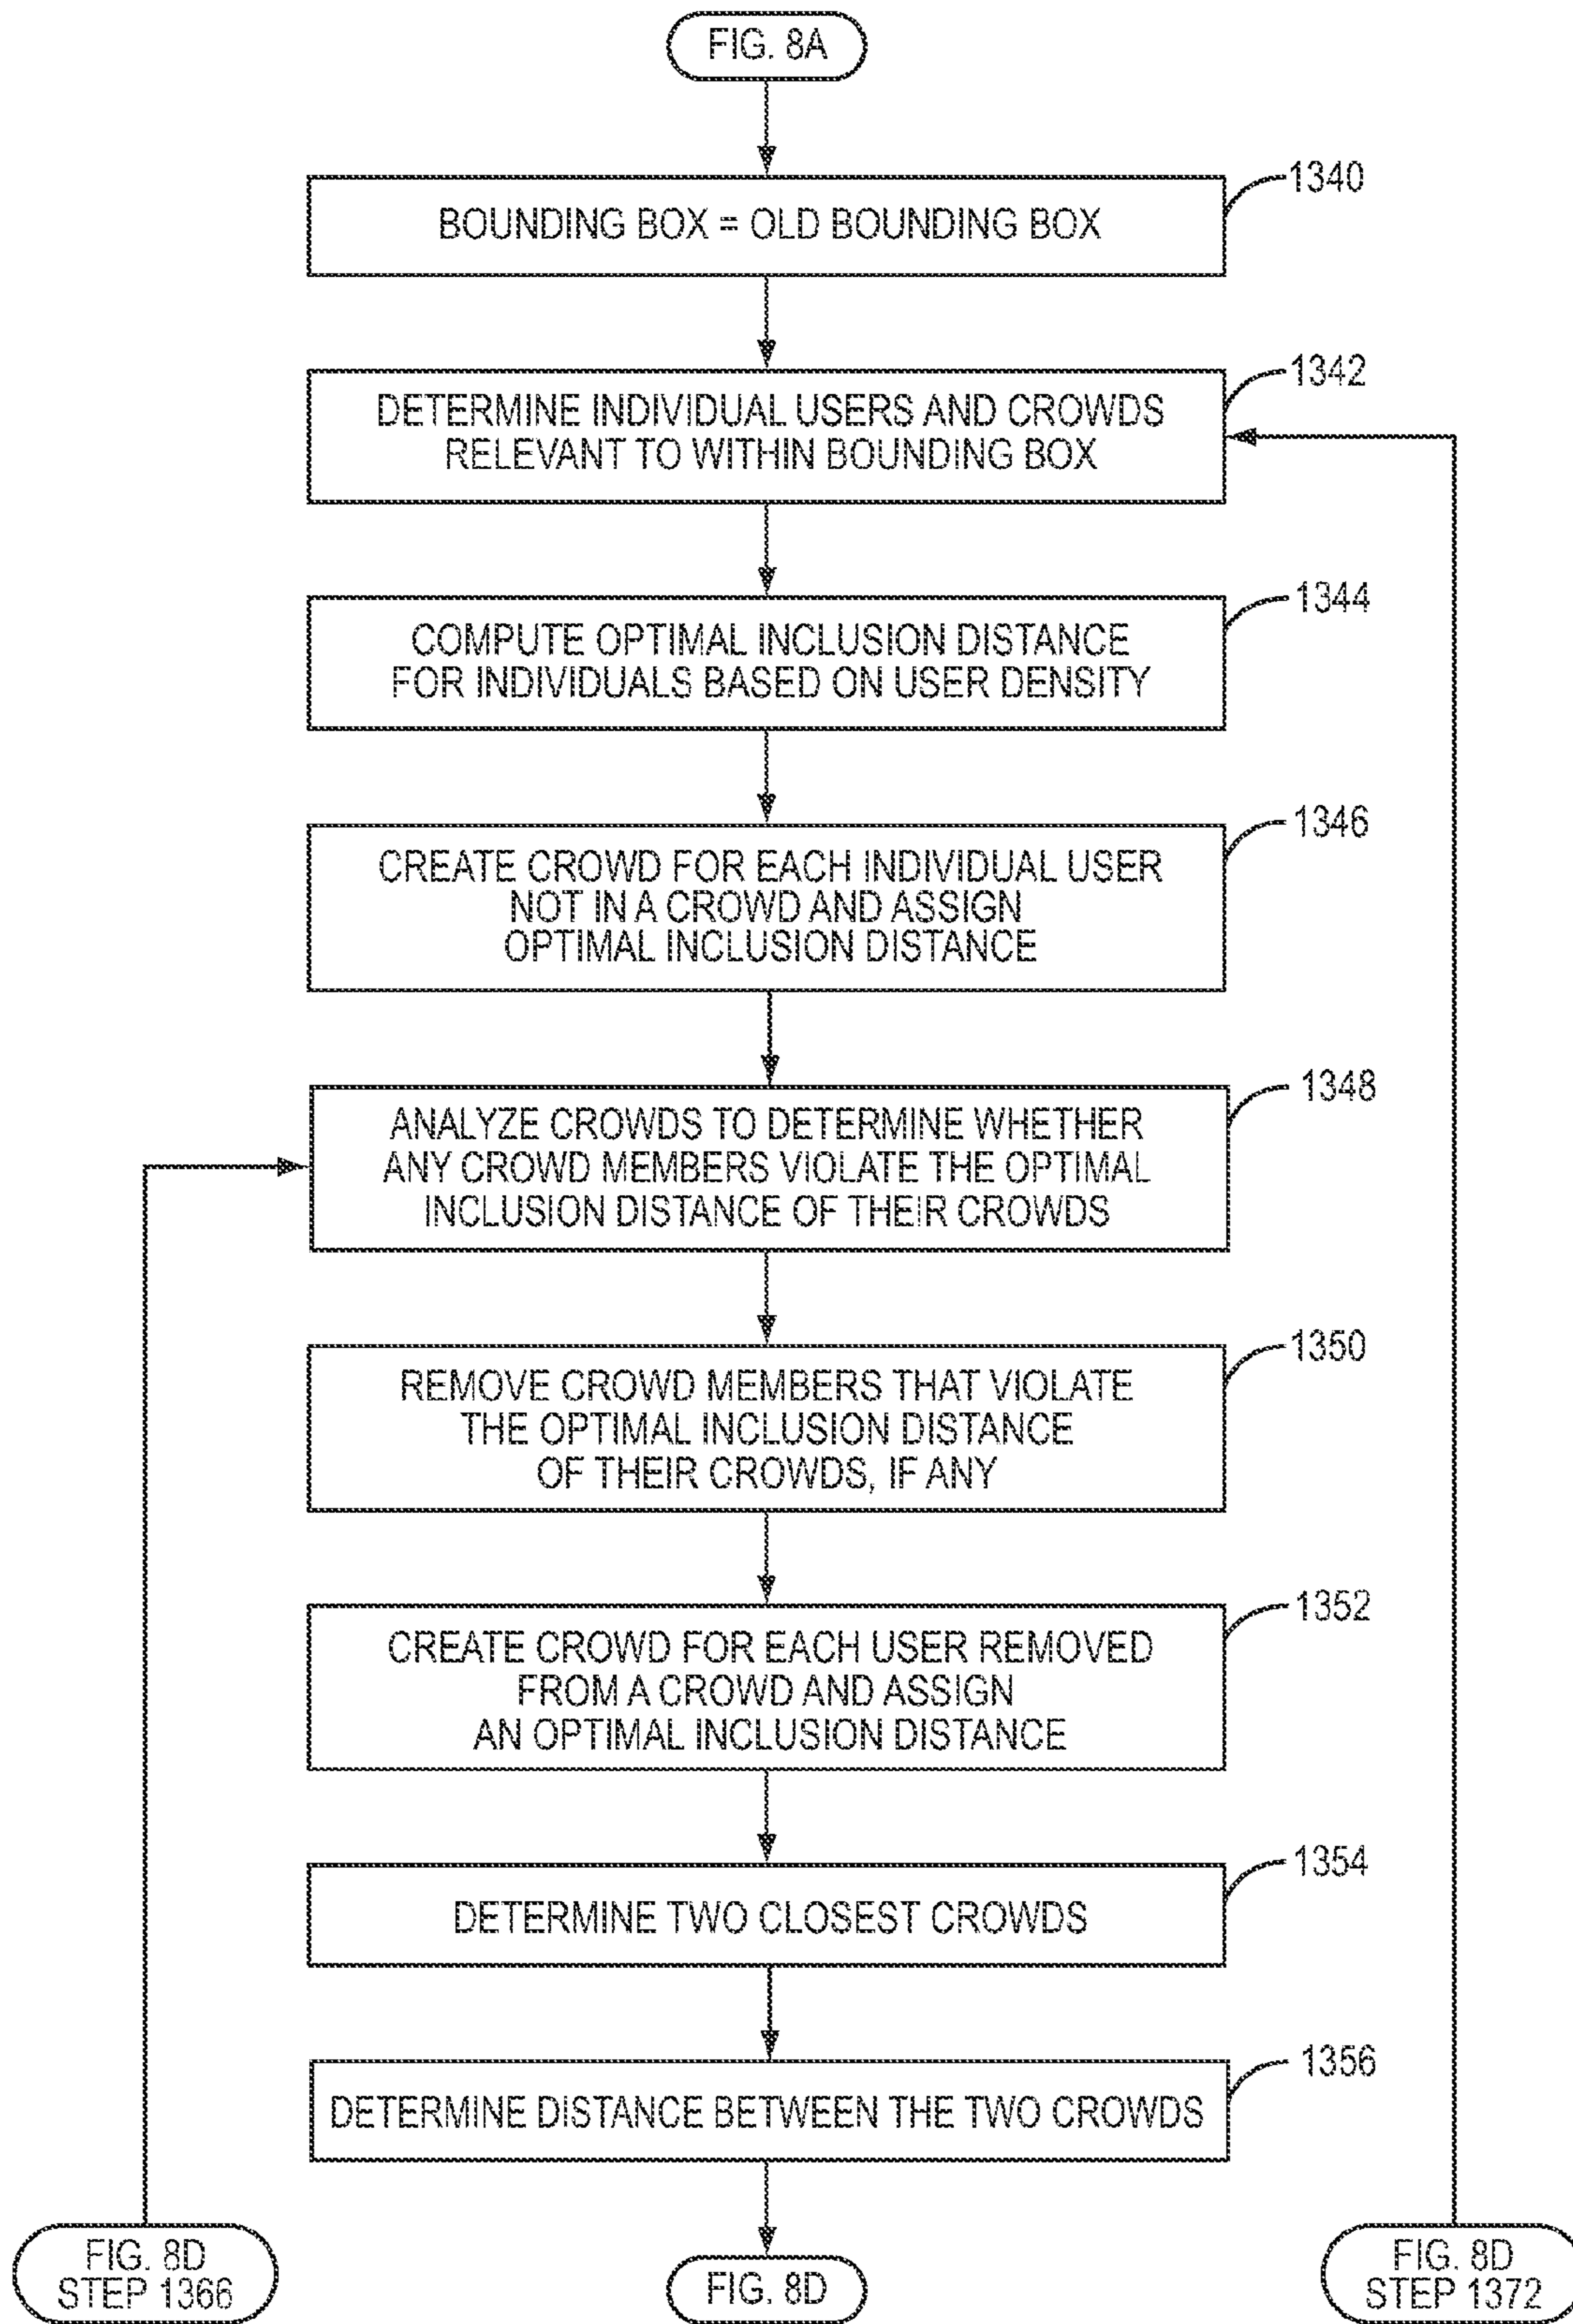 FIG. 8A
1340
BOUNDING BOX = OLD BOUNDING BOX
1342
DETERMINE INDIVIDUAL USERS AND CROWDS
RELEVANT TO WITHIN BOUNDING BOX
1344
COMPUTE OPTIMAL INCLUSION DISTANCE
FOR INDIVIDUALS BASED ON USER DENSITY
1346
CREATE CROWD FOR EACH INDIVIDUAL USER
NOT IN A CROWD AND ASSIGN
OPTIMAL INCLUSION DISTANCE
1348
ANALYZE CROWDS TO DETERMINE WHETHER
ANY CROWD MEMBERS VIOLATE THE OPTIMAL
INCLUSION DISTANCE OF THEIR CROWDS
1350
REMOVE CROWD MEMBERS THAT VIOLATE
THE OPTIMAL INCLUSION DISTANCE
OF THEIR CROWDS, IF ANY
1352
CREATE CROWD FOR EACH USER REMOVED
FROM A CROWD AND ASSIGN
AN OPTIMAL INCLUSION DISTANCE
1354
DETERMINE TWO CLOSEST CROWDS
1356
DETERMINE DISTANCE BETWEEN THE TWO CROWDS
FIG. 8D
STEP 1366
FIG. 8D
FIG. 8D
STEP 1372